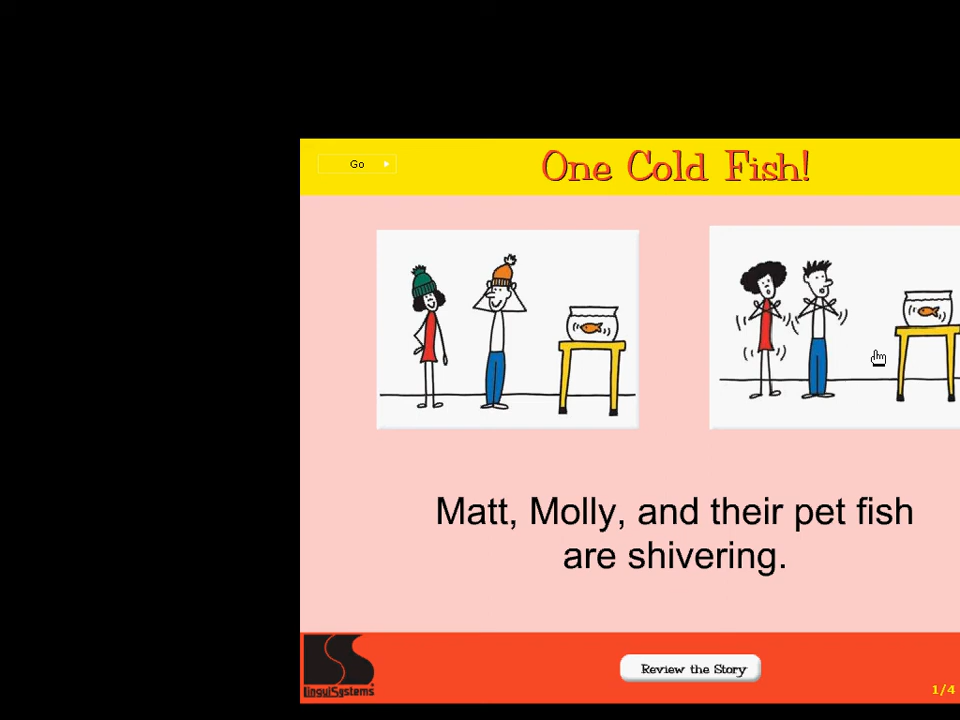 Go
One Cold Fish!
Matt, Molly, and their pet fish
are shivering.
LinguiSystems
Review the Story
1/4